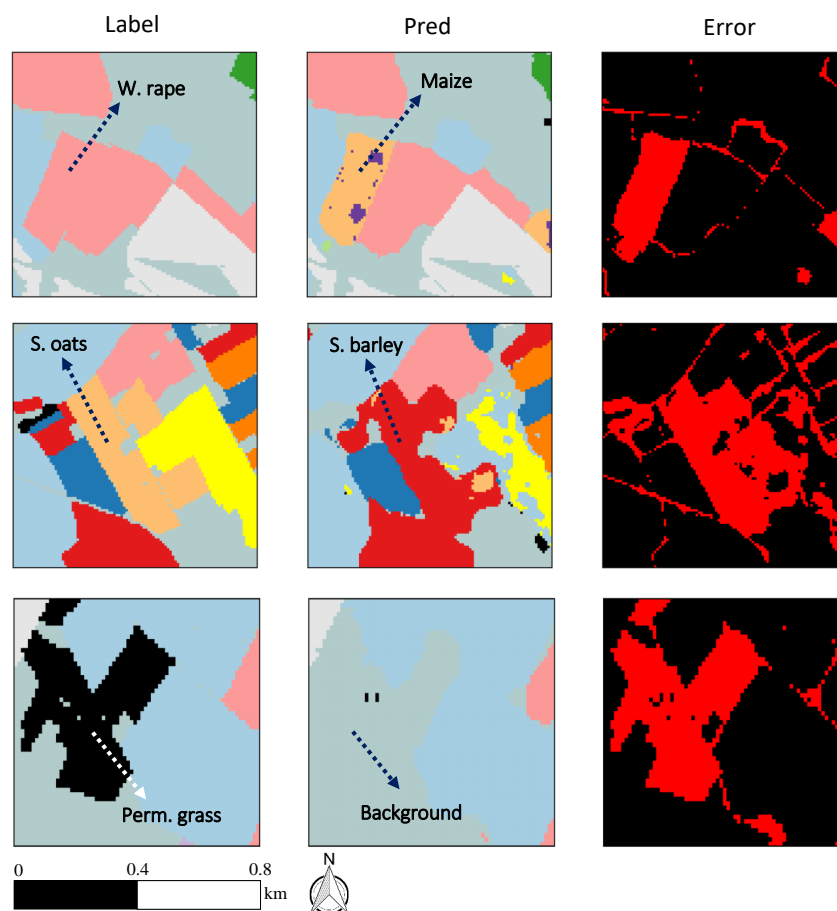 Label Pred Error
W. rape Maize
S. oats S. barley
Perm. grass Background
0 0.4 0.8 N
km